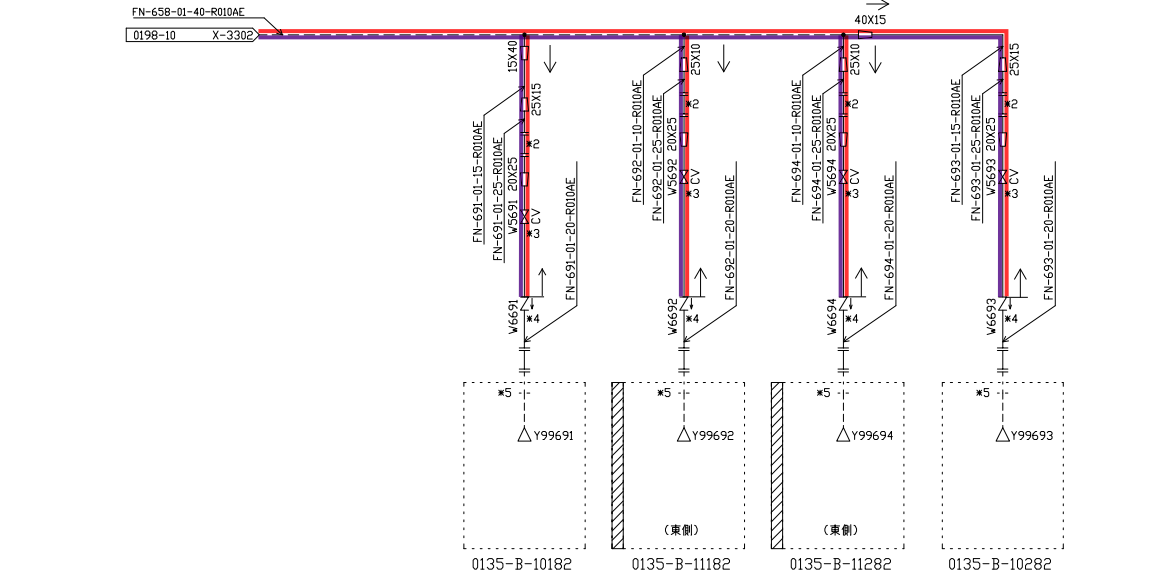 FN-658-01-40-R010AE
0198-10 X-3302
40X15
15X40
25X15
FN-691-01-15-R010AE
FN-691-01-25-R010AE
W5691 20X25
*2
CV
*3
FN-691-01-20-R010AE
W6691
*4
*5
Y99691
0135-B-10182
25X10
FN-692-01-10-R010AE
FN-692-01-25-R010AE
W5692 20X25
*2
CV
*3
FN-692-01-20-R010AE
W6692
*4
*5
Y99692
(東側)
0135-B-11182
25X10
FN-694-01-10-R010AE
FN-694-01-25-R010AE
W5694 20X25
*2
CV
*3
FN-694-01-20-R010AE
W6694
*4
*5
Y99694
(東側)
0135-B-11282
25X15
FN-693-01-15-R010AE
FN-693-01-25-R010AE
W5693 20X25
*2
CV
*3
FN-693-01-20-R010AE
W6693
*4
*5
Y99693
0135-B-10282